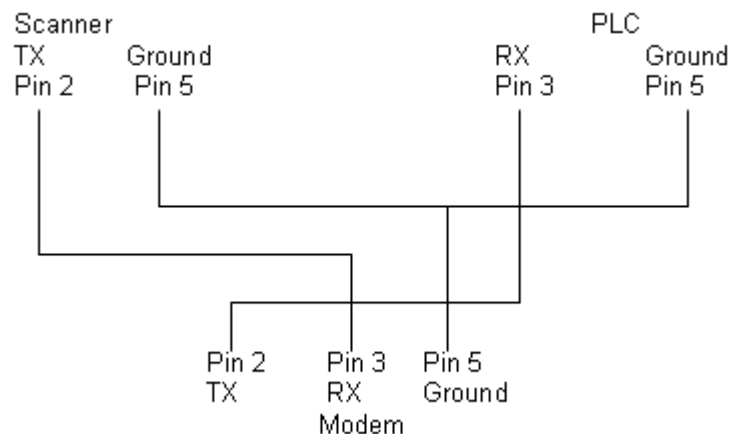 Scanner PLC
TX Ground RX Ground
Pin 2 Pin 5 Pin 3 Pin 5
Pin 2 Pin 3 Pin 5
TX RX Ground
Modem